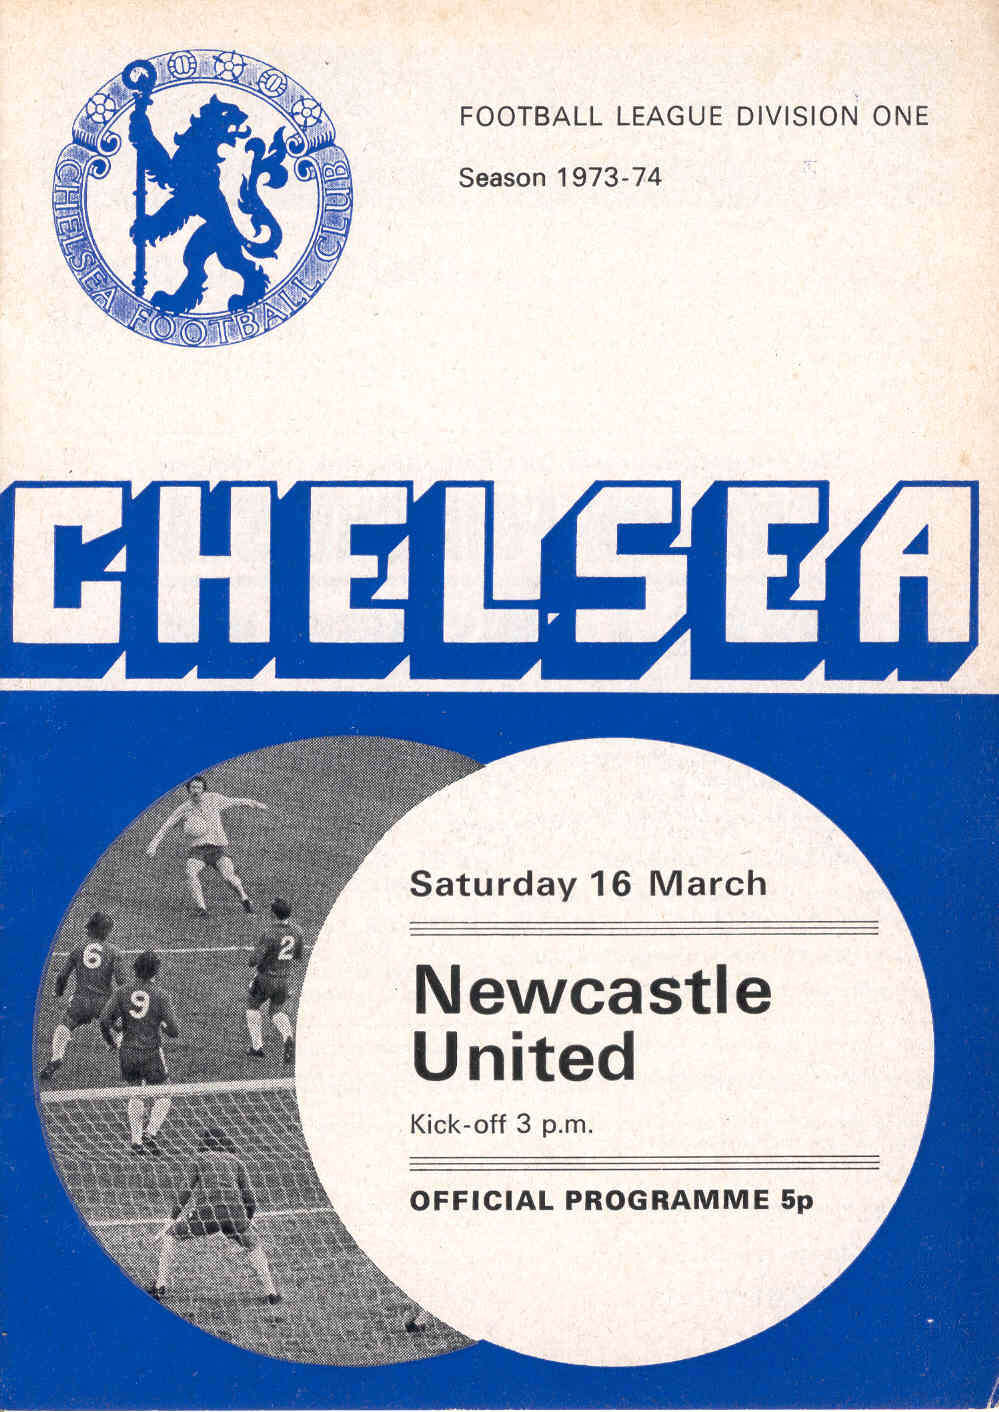 CHELSEA FOOTBALL CLUB
FOOTBALL LEAGUE DIVISION ONE
Season 1973-74
CHELSEA
Saturday 16 March
Newcastle
United
Kick-off 3 p.m.
OFFICIAL PROGRAMME 5p
6
2
9